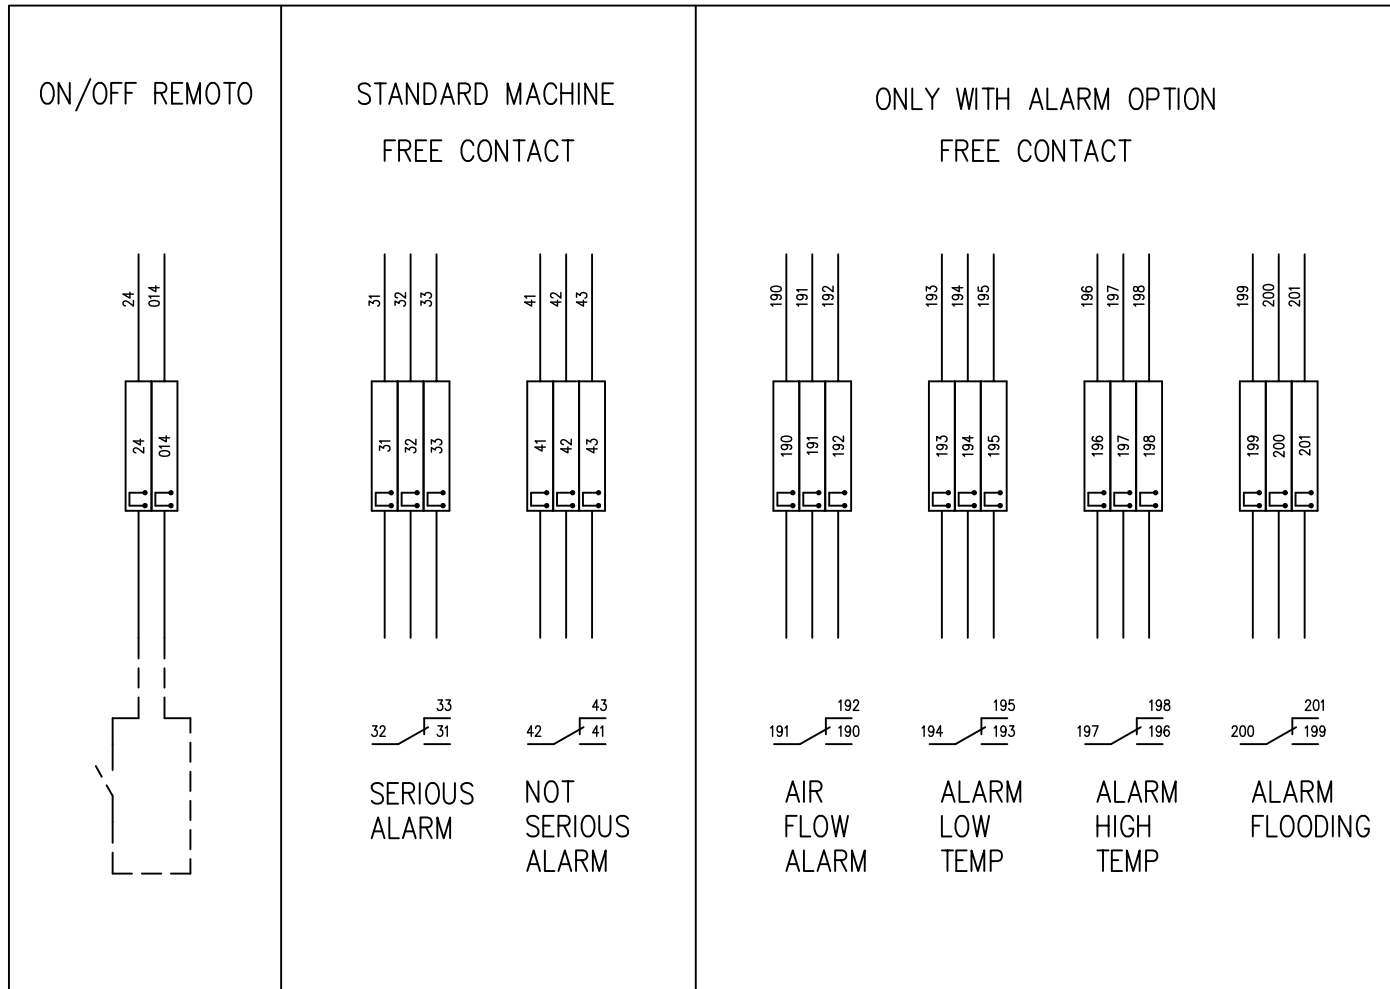 ON/OFF REMOTO
24
014
24
014
STANDARD MACHINE
FREE CONTACT
31
32
33
41
42
43
31
32
33
41
42
43
33
32
31
43
42
41
SERIOUS
ALARM
NOT
SERIOUS
ALARM
ONLY WITH ALARM OPTION
FREE CONTACT
190
191
192
193
194
195
196
197
198
199
200
201
190
191
192
193
194
195
196
197
198
199
200
201
192
191
190
195
194
193
198
197
196
201
200
199
AIR
FLOW
ALARM
ALARM
LOW
TEMP
ALARM
HIGH
TEMP
ALARM
FLOODING